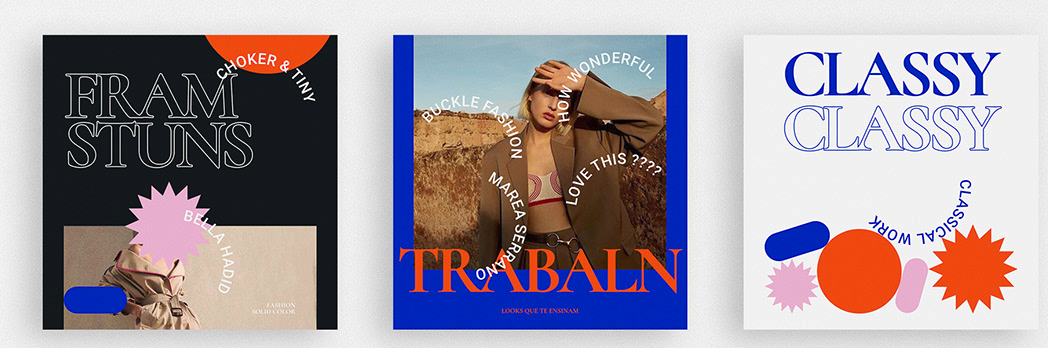 CHOKER & TINY
FRAM
STUNS
BELLA HADID
FASHION
SOLID COLOR
BUCKLE FASHION
HOW WONDERFUL
LOVE THIS ????
MAREA SERRANO
TRABALN
LOOKS QUE TE ENSINAM
CLASSY
CLASSY
CLASSICAL WORK